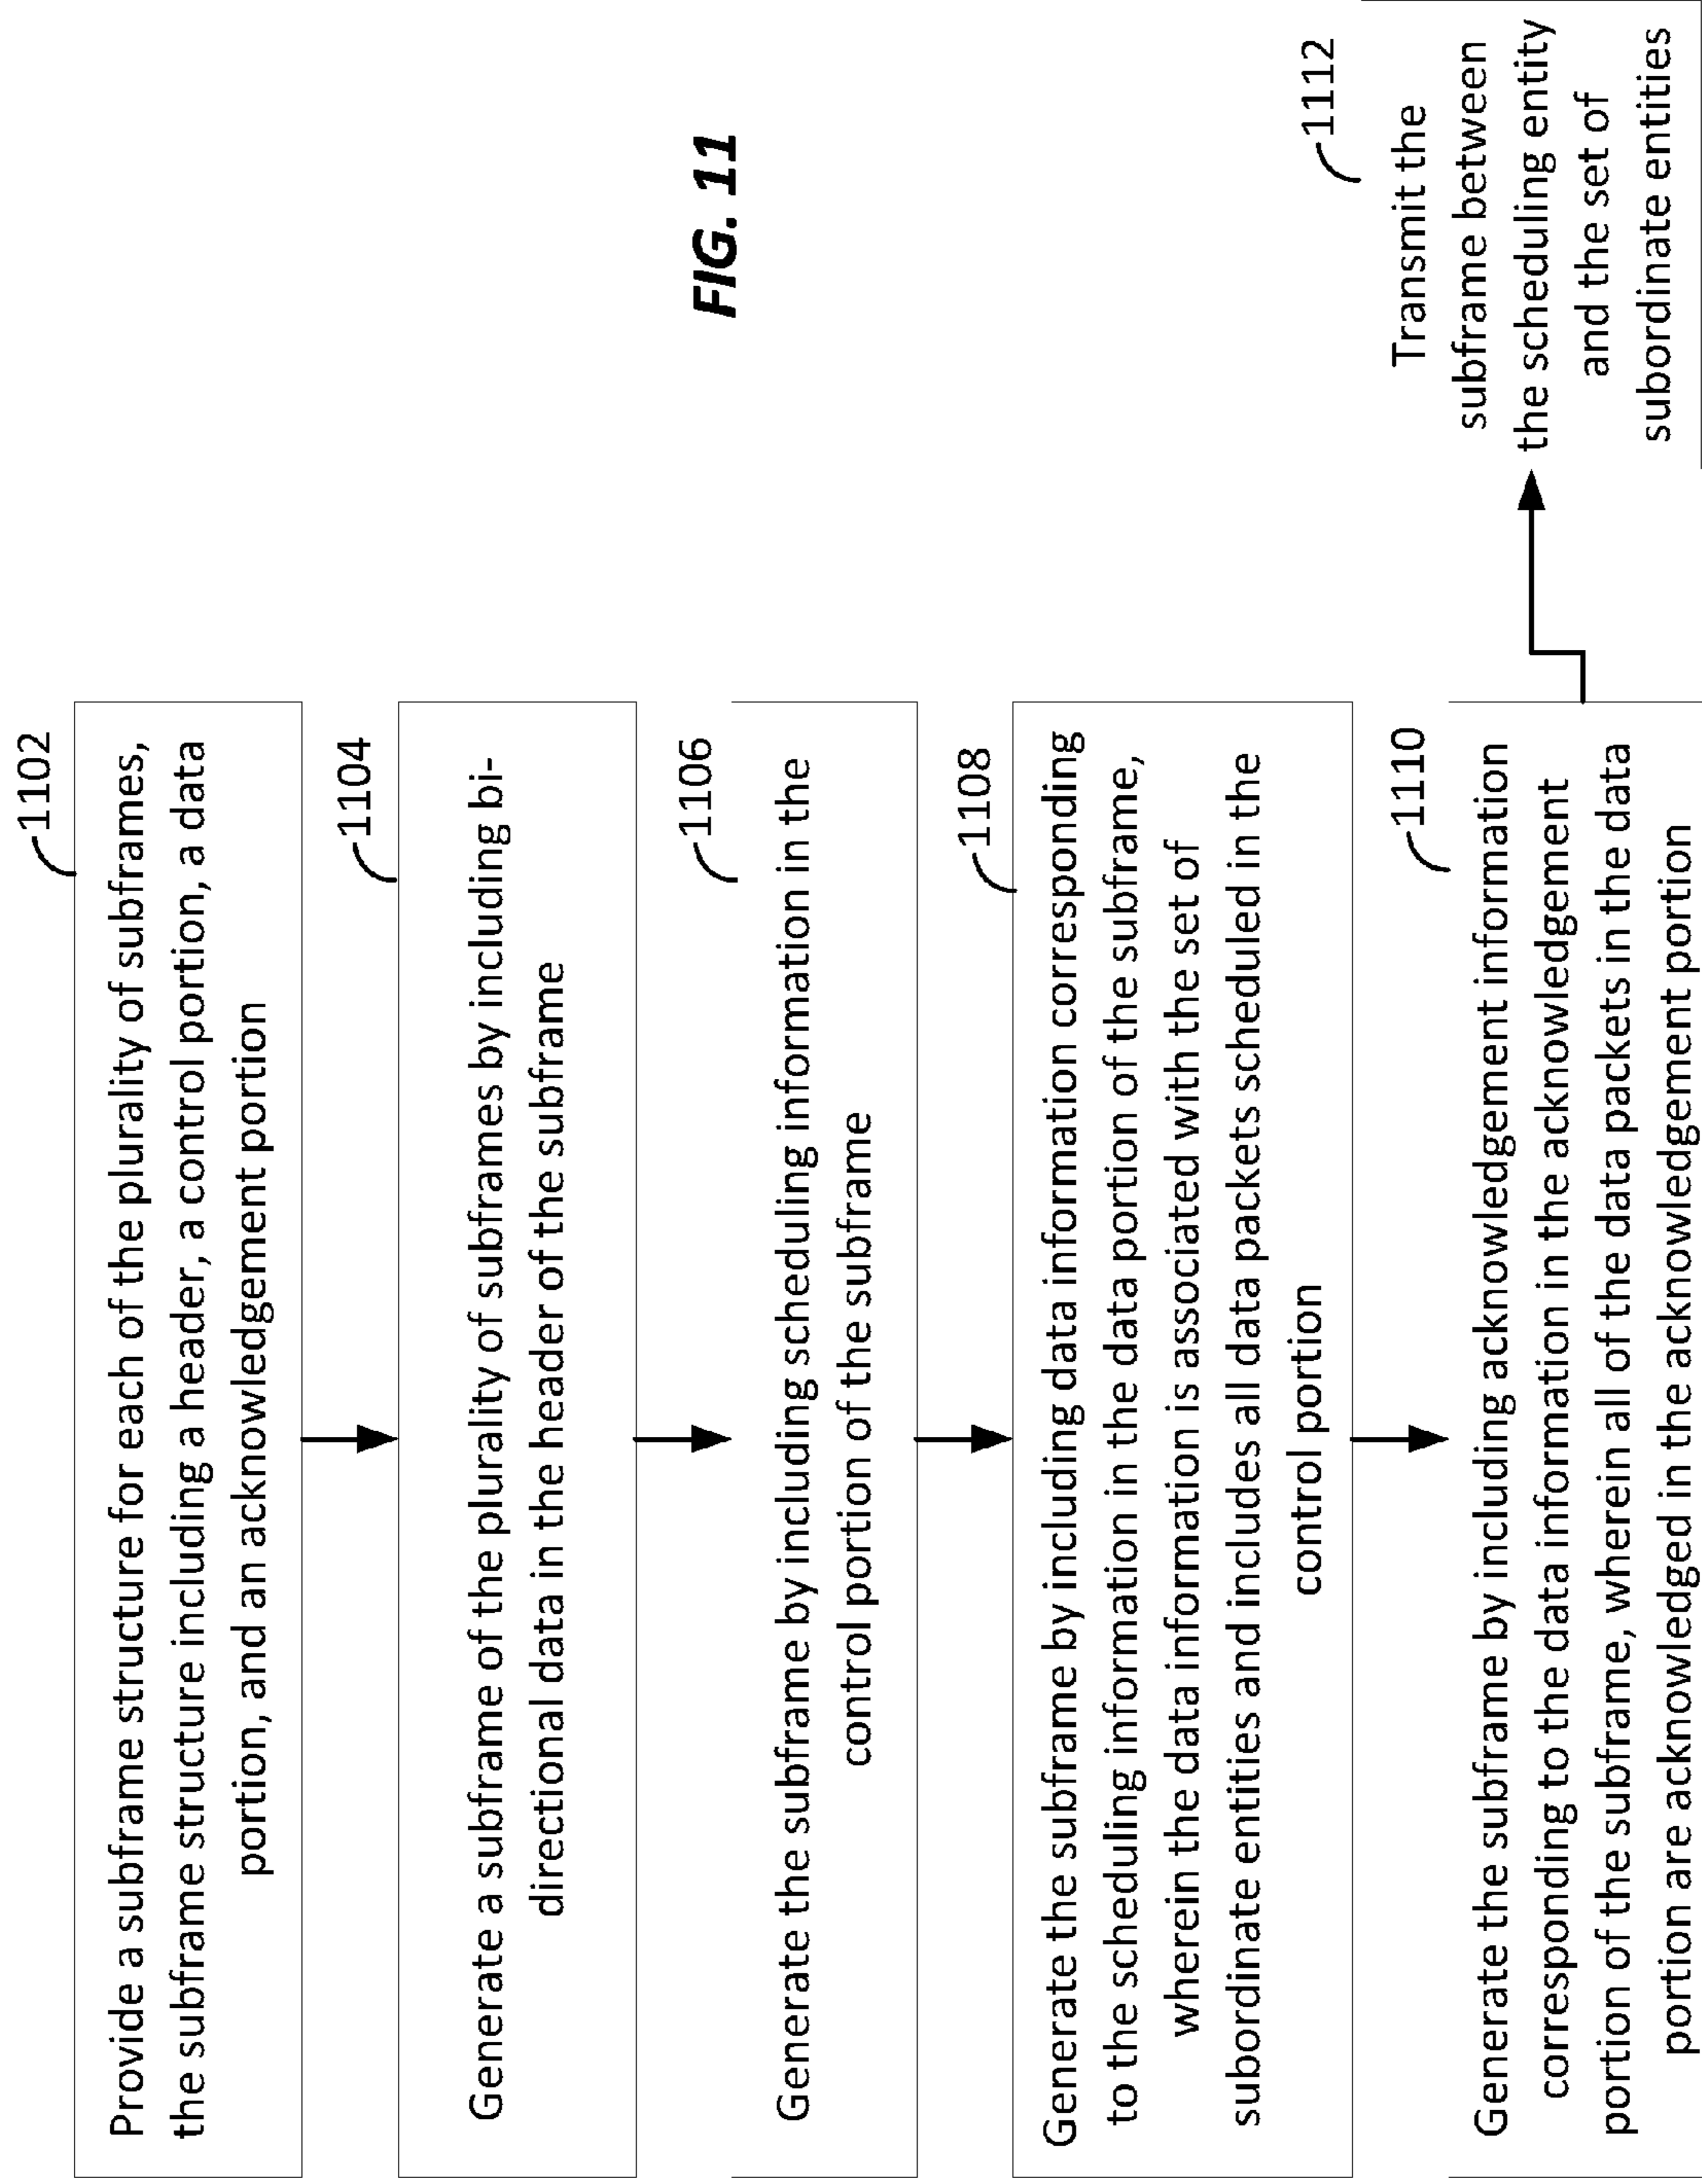 1102
Provide a subframe structure for each of the plurality of subframes,
the subframe structure including a header, a control portion, a data
portion, and an acknowledgement portion
1104
Generate a subframe of the plurality of subframes by including bi-
directional data in the header of the subframe
1106
Generate the subframe by including scheduling information in the
control portion of the subframe
1108
Generate the subframe by including data information corresponding
to the scheduling information in the data portion of the subframe,
wherein the data information is associated with the set of
subordinate entities and includes all data packets scheduled in the
control portion
1110
Generate the subframe by including acknowledgement information
corresponding to the data information in the acknowledgement
portion of the subframe, wherein all of the data packets in the data
portion are acknowledged in the acknowledgement portion
1112
Transmit the
subframe between
the scheduling entity
and the set of
subordinate entities
FIG. 11